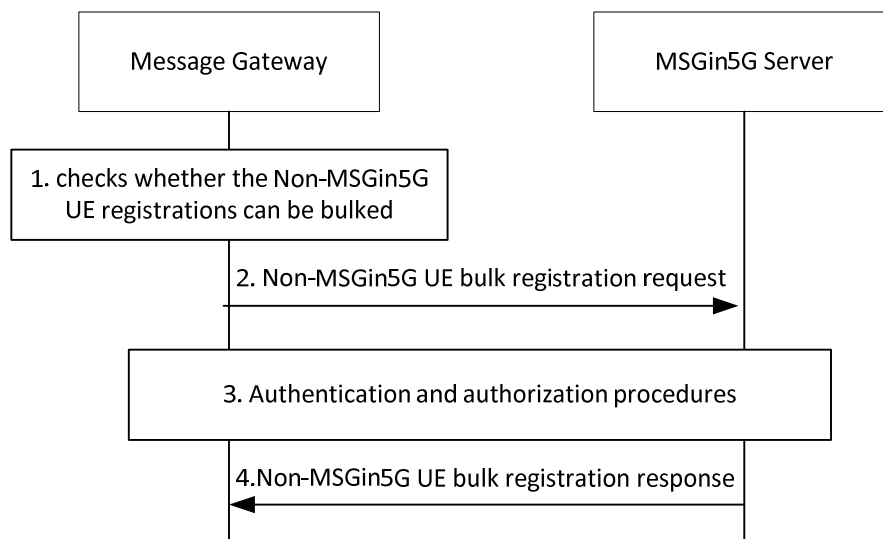 Message Gateway
MSGin5G Server
1. checks whether the Non-MSGin5G
UE registrations can be bulked
2. Non-MSGin5G UE bulk registration request
3. Authentication and authorization procedures
4.Non-MSGin5G UE bulk registration response